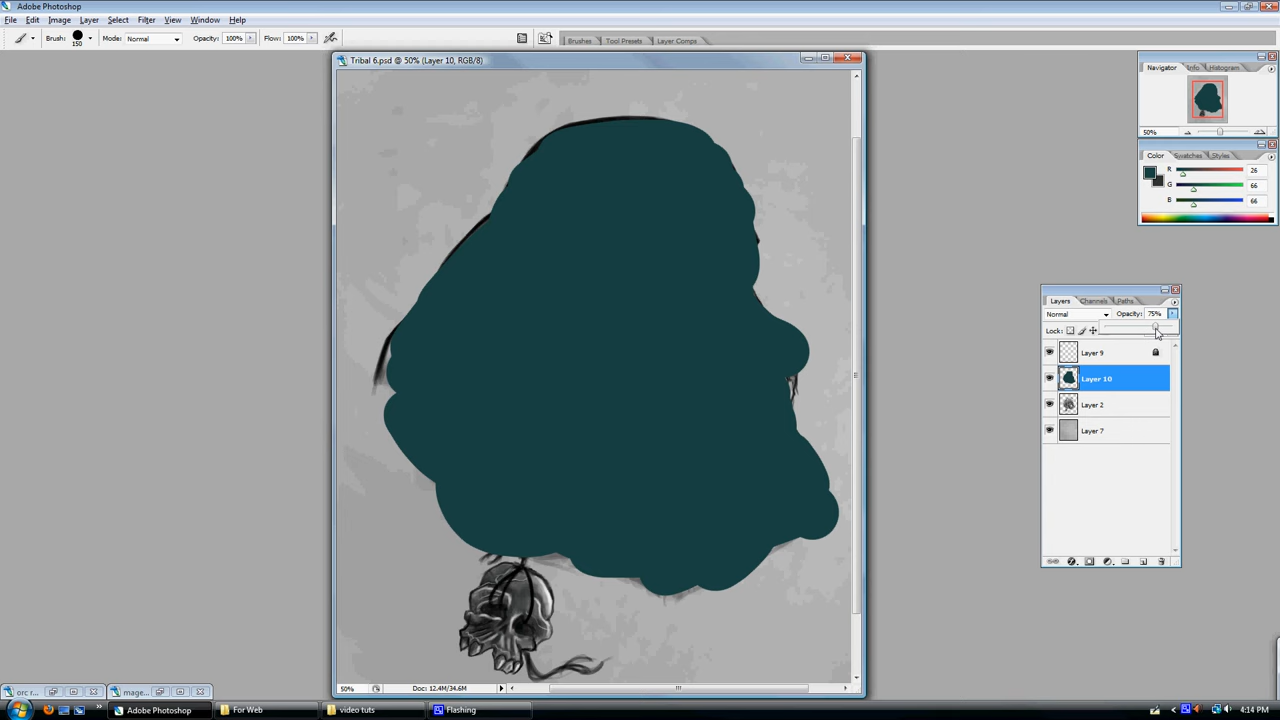 Adobe Photoshop
File Edit Image Layer Select Filter View Window Help
Brush: 150 Mode: Normal Opacity: 100% Flow: 100%
Brushes Tool Presets Layer Comps
Tribal 6.psd @ 50% (Layer 10, RGB/8)
Navigator Info Histogram
50%
Color Swatches Styles
R 26
G 66
B 66
Layers Channels Paths
Normal Opacity: 75%
Lock:
Layer 9
Layer 10
Layer 2
Layer 7
50% Doc: 12.4M/34.6M
orc r... mage...
Adobe Photoshop For Web video tuts Flashing 4:14 PM